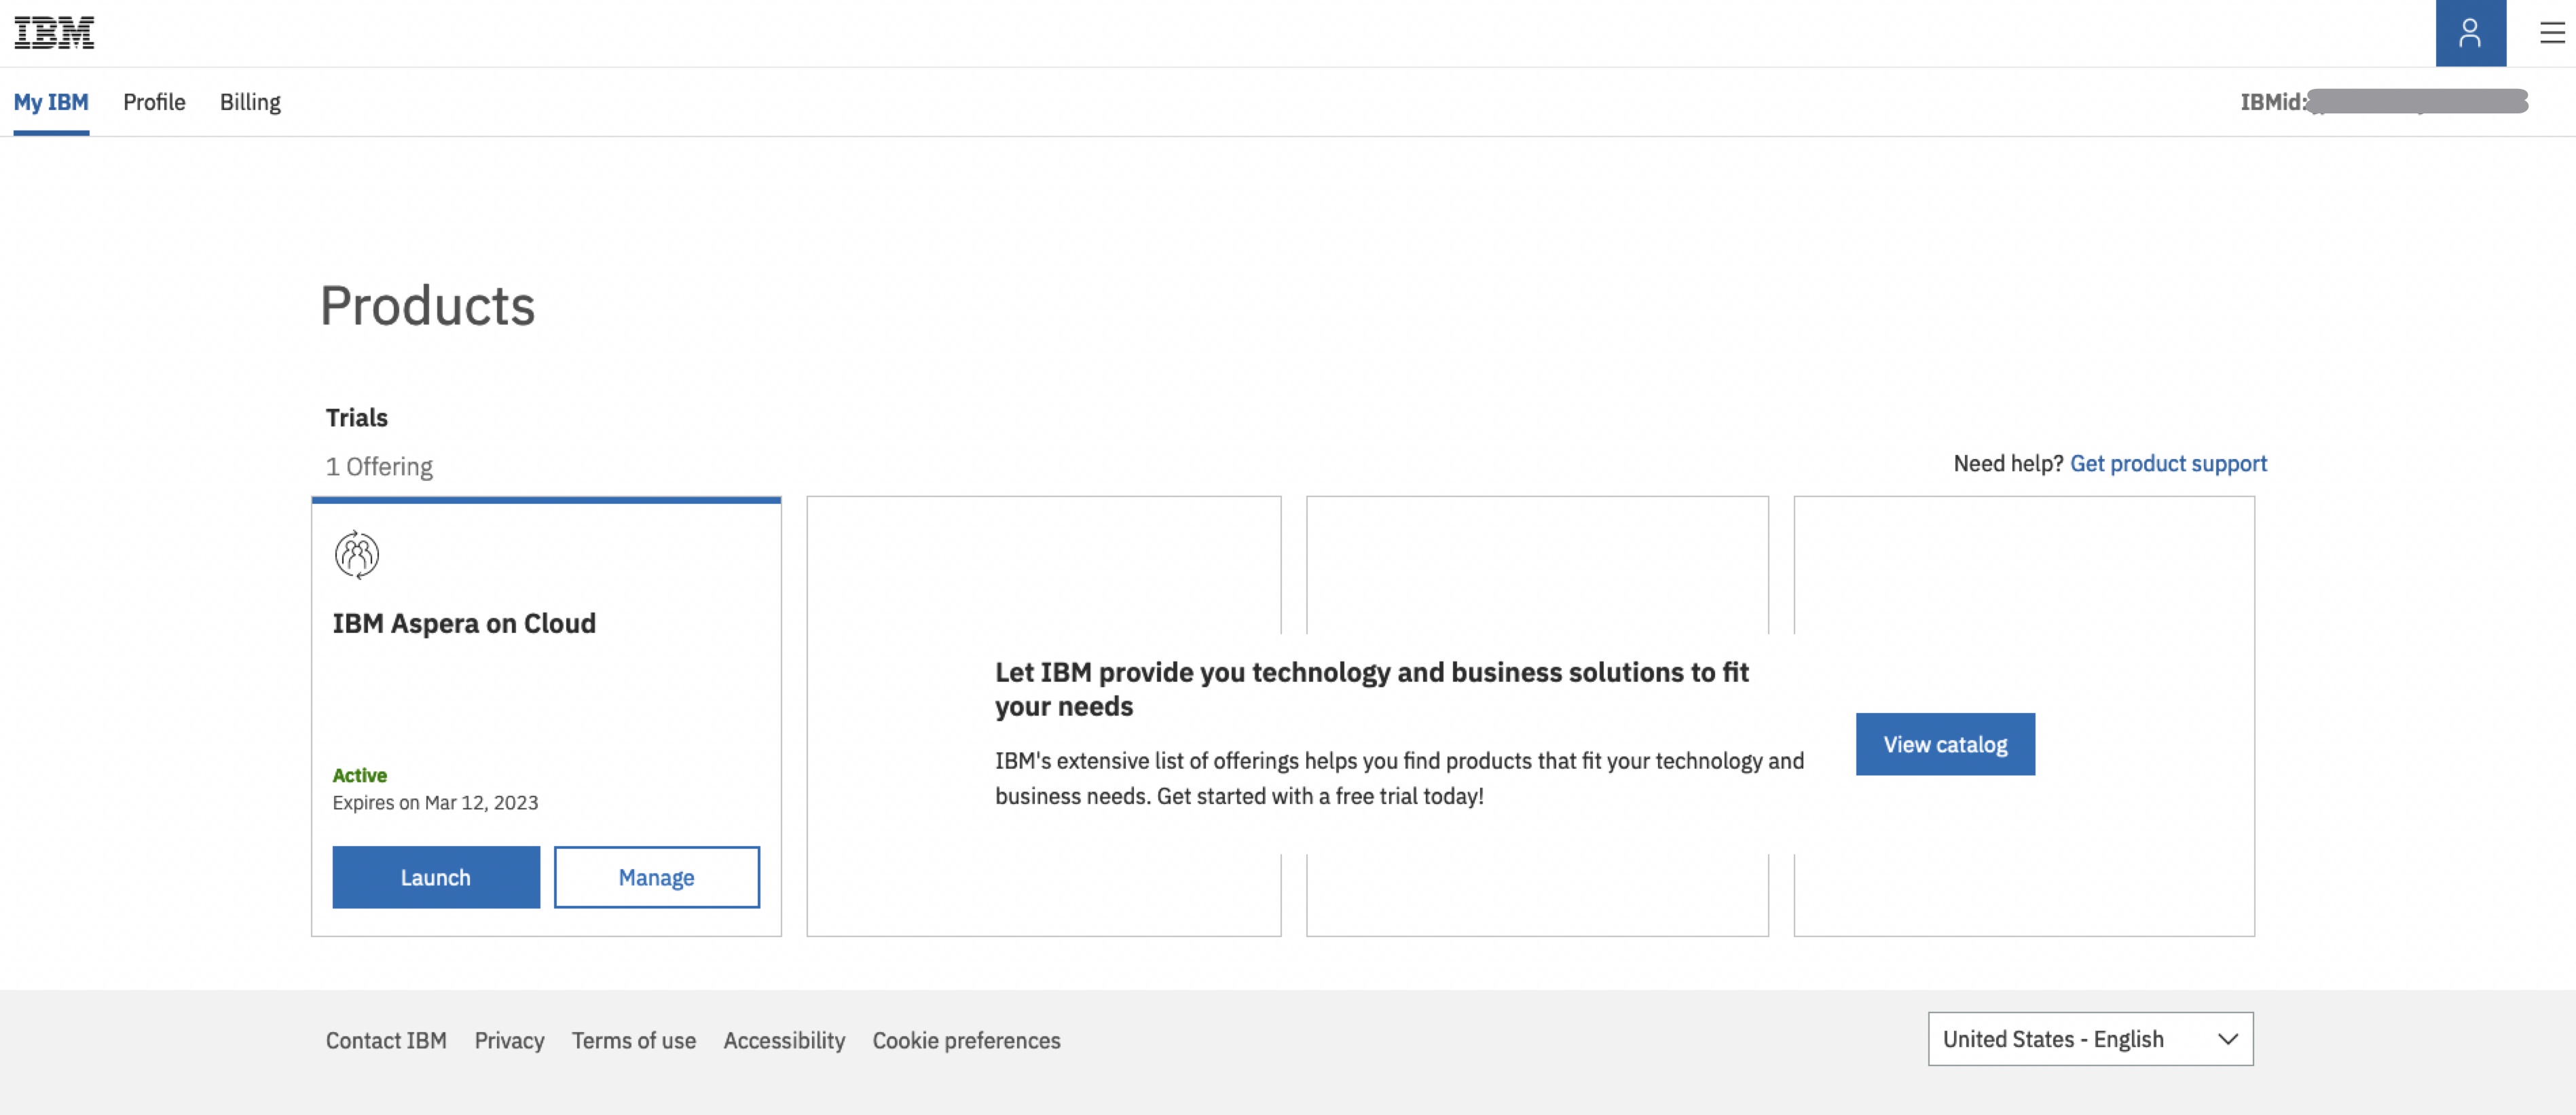 IBM
My IBM Profile Billing IBMid:
Products
Trials
1 Offering
Need help? Get product support
IBM Aspera on Cloud
Active
Expires on Mar 12, 2023
Launch Manage
Let IBM provide you technology and business solutions to fit
your needs
IBM's extensive list of offerings helps you find products that fit your technology and
business needs. Get started with a free trial today!
View catalog
Contact IBM Privacy Terms of use Accessibility Cookie preferences
United States - English